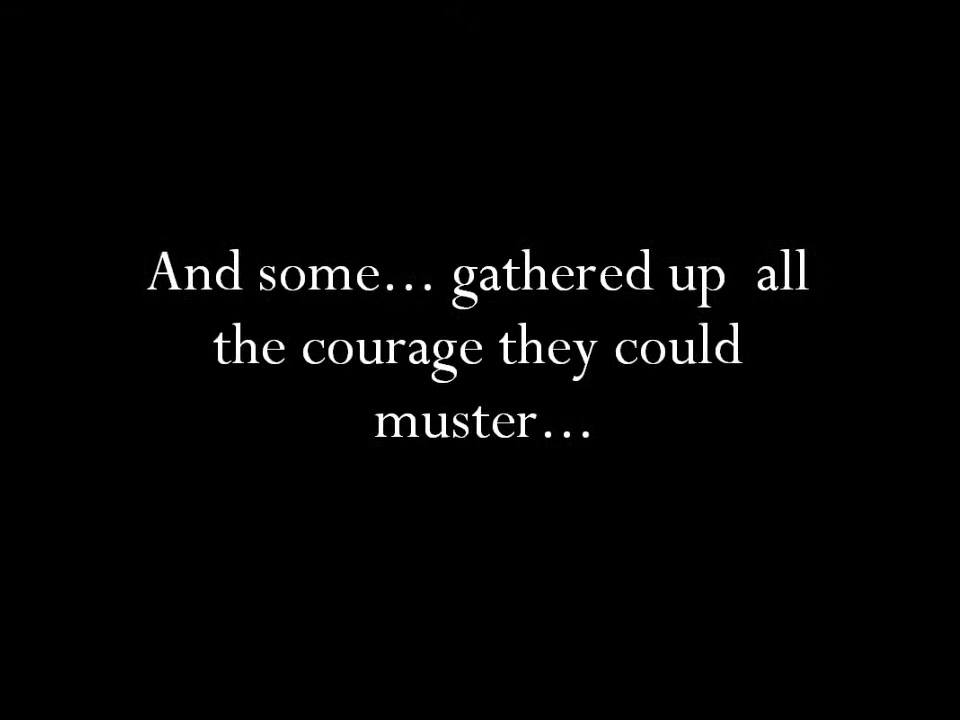 And some... gathered up  all
the courage they could
muster...